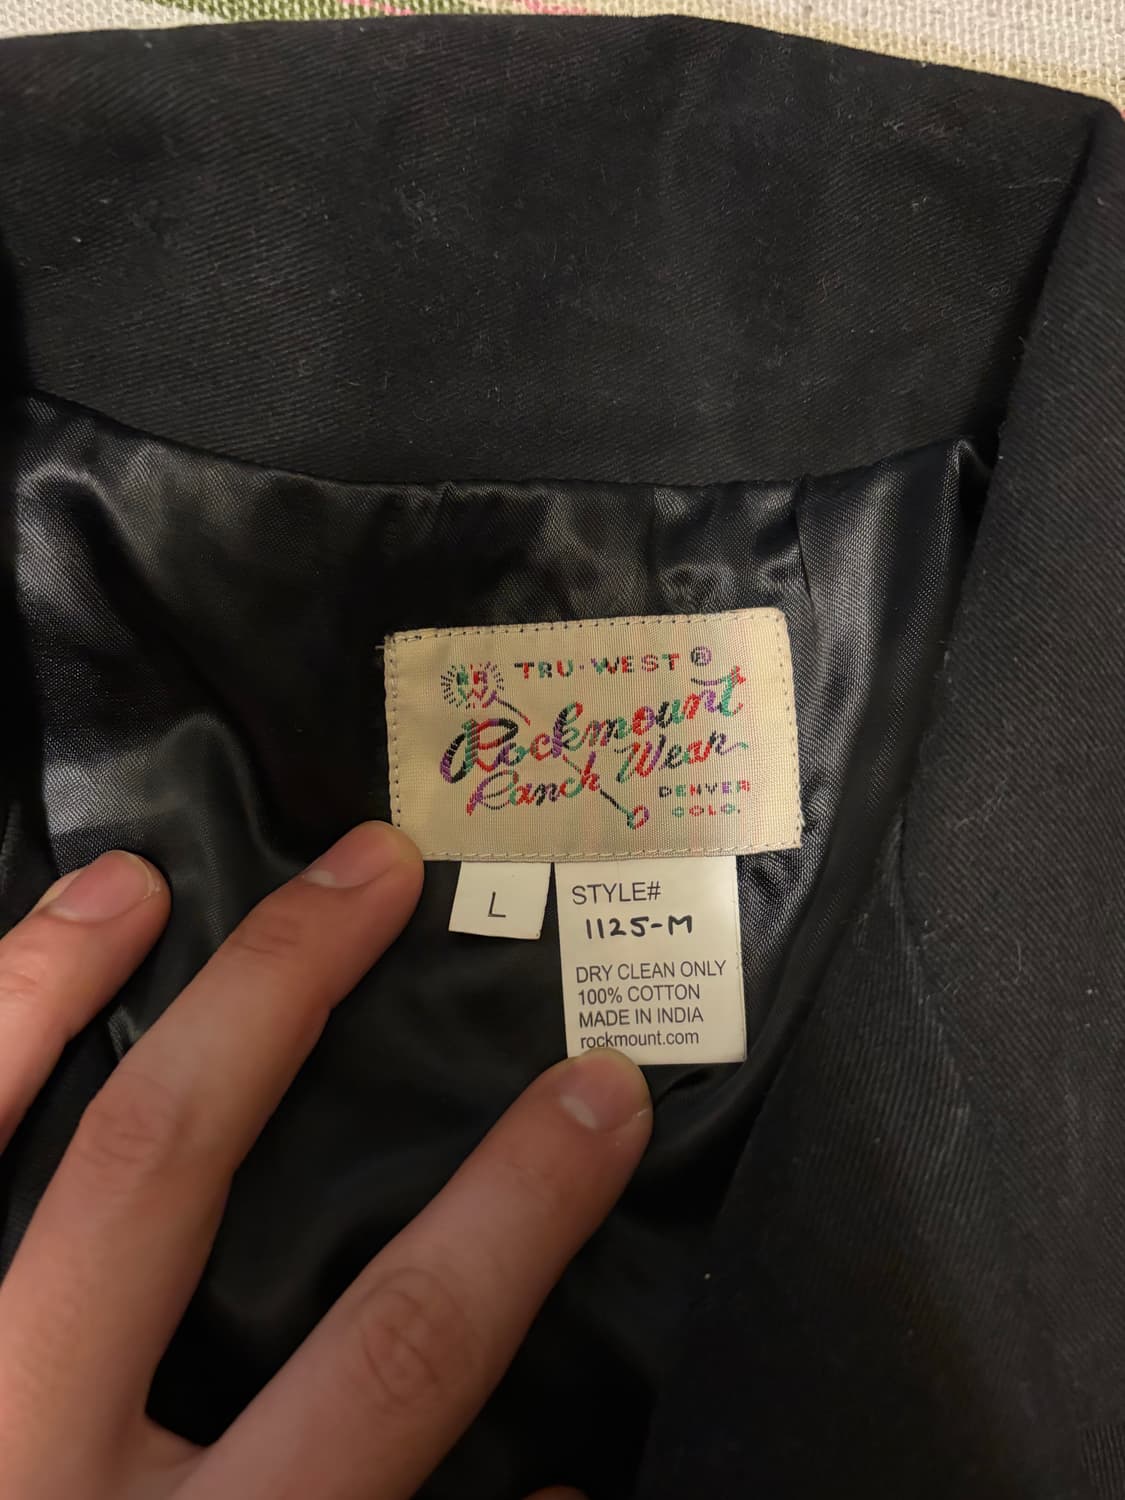 RR
W
TRU·WEST®
Rockmount
Ranch Wear
DENVER
COLO.
L
STYLE#
1125-M
DRY CLEAN ONLY
100% COTTON
MADE IN INDIA
rockmount.com